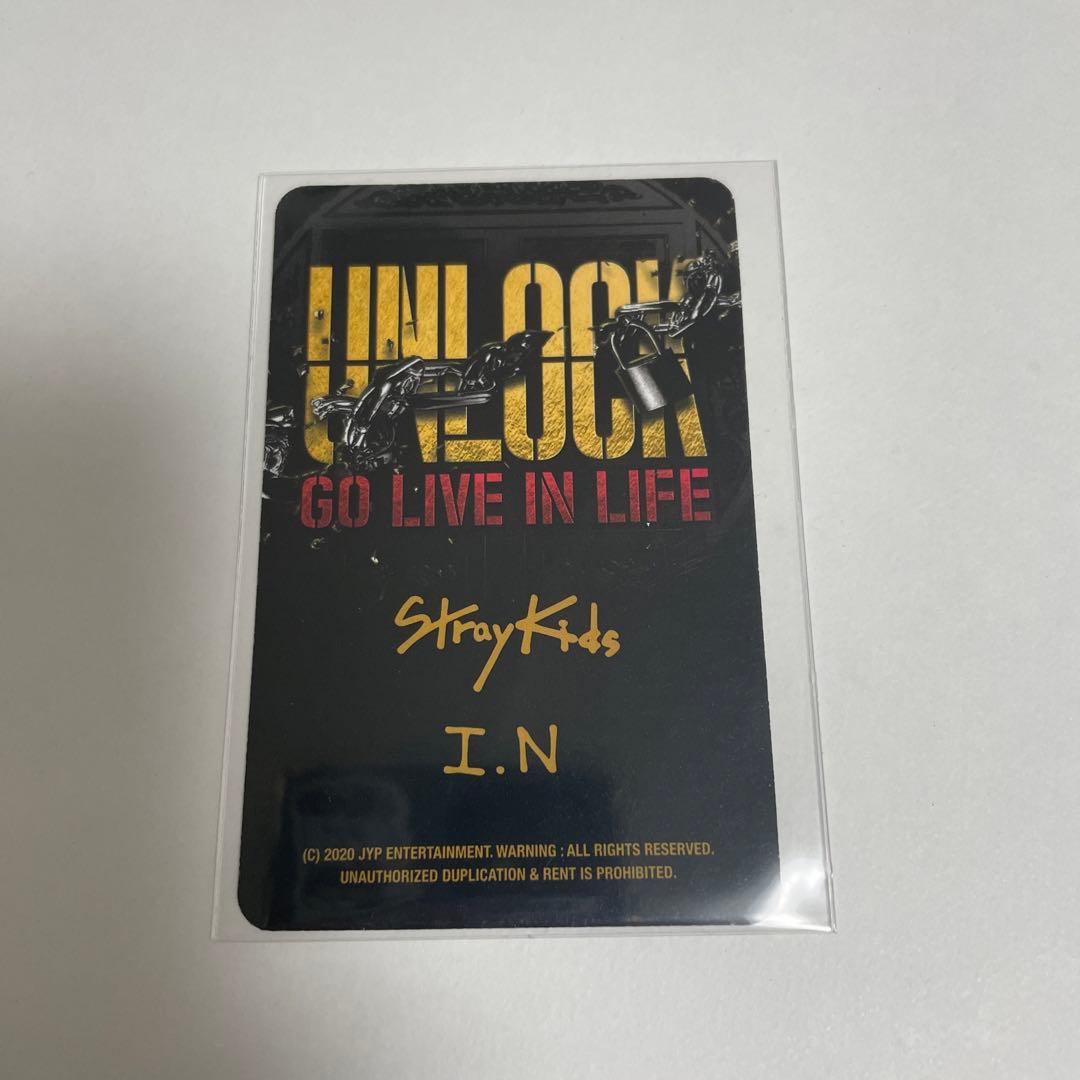 UNLOCK
GO LIVE IN LIFE
Stray Kids
I.N
(C) 2020 JYP ENTERTAINMENT. WARNING : ALL RIGHTS RESERVED.
UNAUTHORIZED DUPLICATION & RENT IS PROHIBITED.